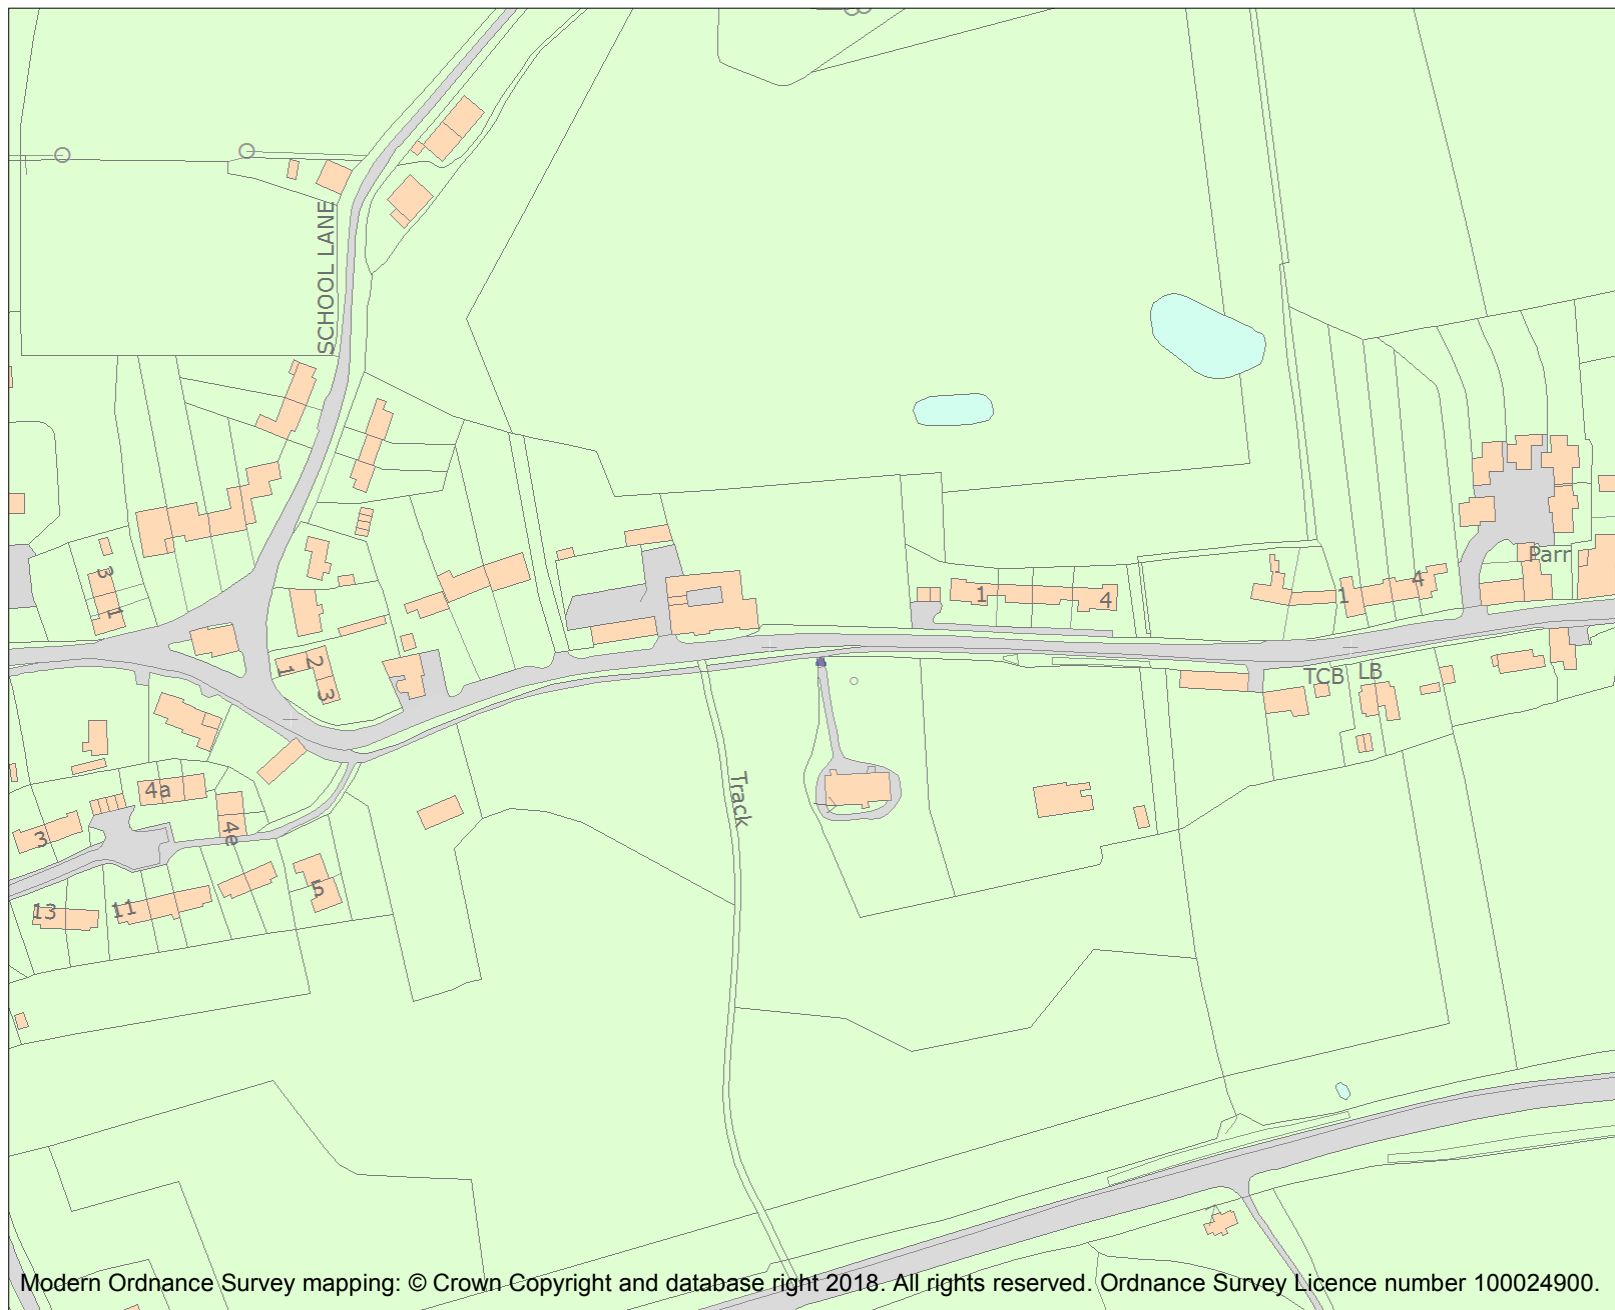 SCHOOL LANE
3
1
1
2
3
4a
3
4e
5
13
11
Track
1
4
1
4
Parr
TCB
LB
Modern Ordnance Survey mapping: © Crown Copyright and database right 2018. All rights reserved. Ordnance Survey Licence number 100024900.